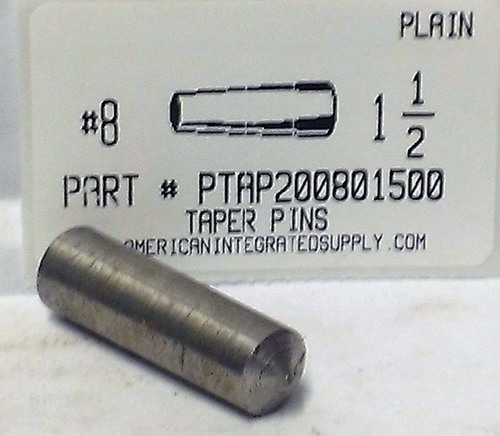 PLAIN
#8 1 1/2
PART # PTAP200801500
TAPER PINS
AMERICANINTEGRATEDSUPPLY.COM